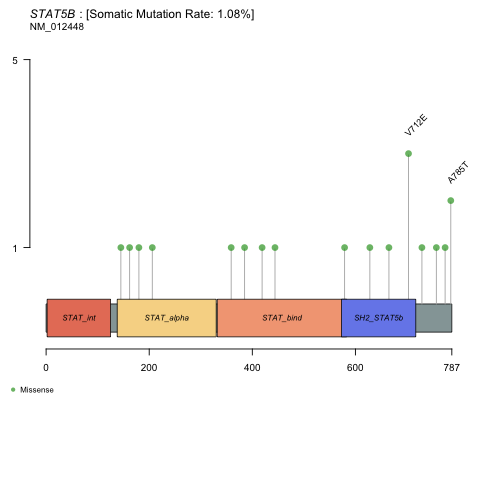 STAT5B : [Somatic Mutation Rate: 1.08%]
NM_012448
5
V712E
A785T
1
STAT_int
STAT_alpha
STAT_bind
SH2_STAT5b
0
200
400
600
787
Missense